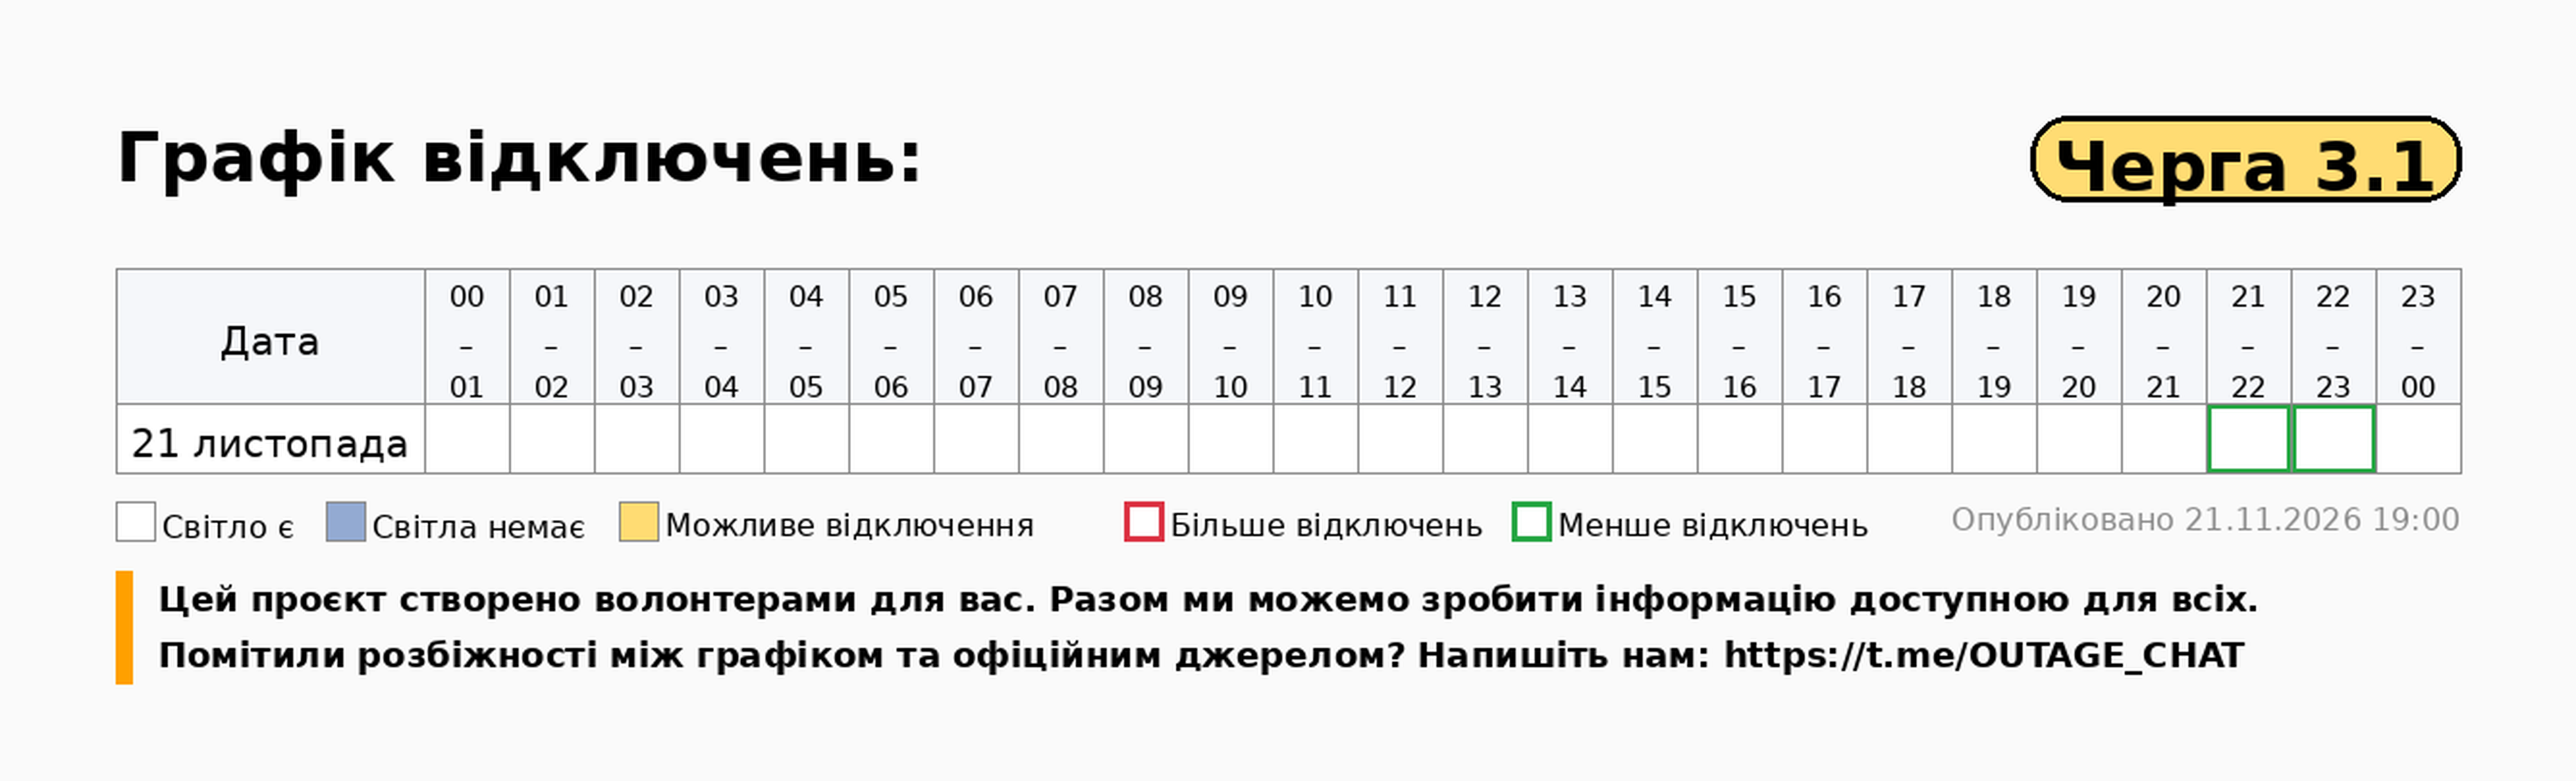 Графік відключень:
Черга 3.1
Дата 00 – 01 01 – 02 02 – 03 03 – 04 04 – 05 05 – 06 06 – 07 07 – 08 08 – 09 09 – 10 10 – 11 11 – 12 12 – 13 13 – 14 14 – 15 15 – 16 16 – 17 17 – 18 18 – 19 19 – 20 20 – 21 21 – 22 22 – 23 23 – 00
21 листопада
Світло є Світла немає Можливе відключення Більше відключень Менше відключень Опубліковано 21.11.2026 19:00
Цей проєкт створено волонтерами для вас. Разом ми можемо зробити інформацію доступною для всіх.
Помітили розбіжності між графіком та офіційним джерелом? Напишіть нам: https://t.me/OUTAGE_CHAT